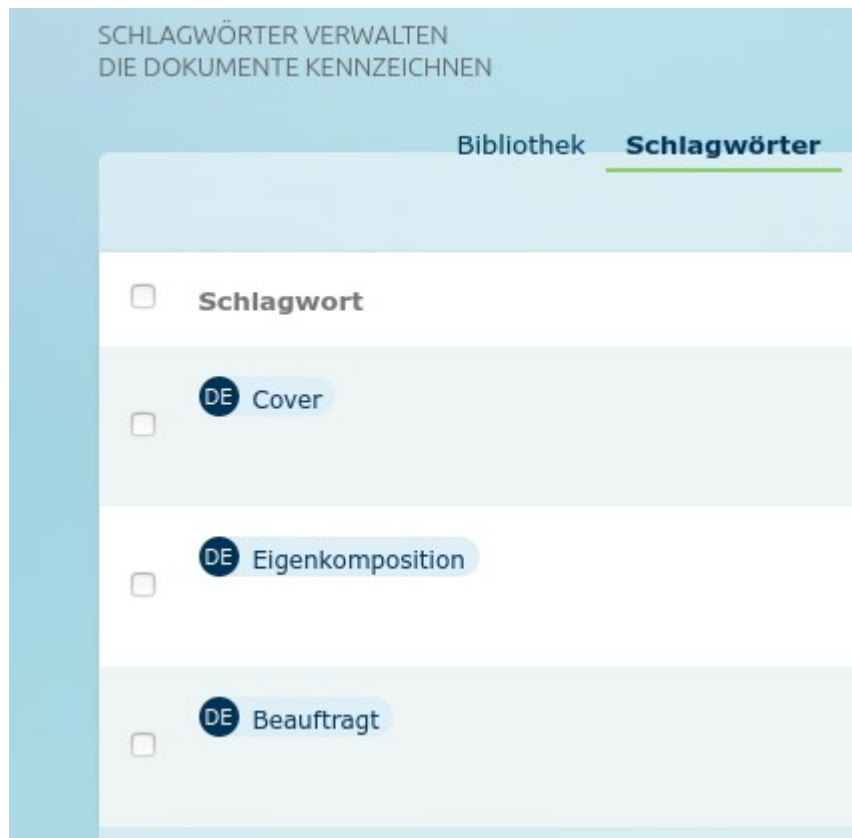 SCHLAGWÖRTER VERWALTEN
DIE DOKUMENTE KENNZEICHNEN
Bibliothek Schlagwörter
Schlagwort
DE Cover
DE Eigenkomposition
DE Beauftragt